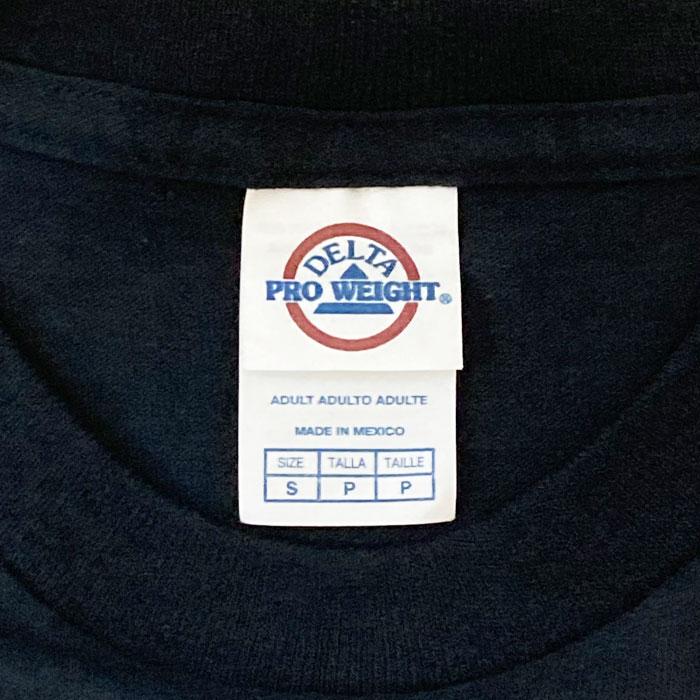 DELTA
PRO WEIGHT®
ADULT ADULTO ADULTE
MADE IN MEXICO
SIZE TALLA TAILLE
S P P